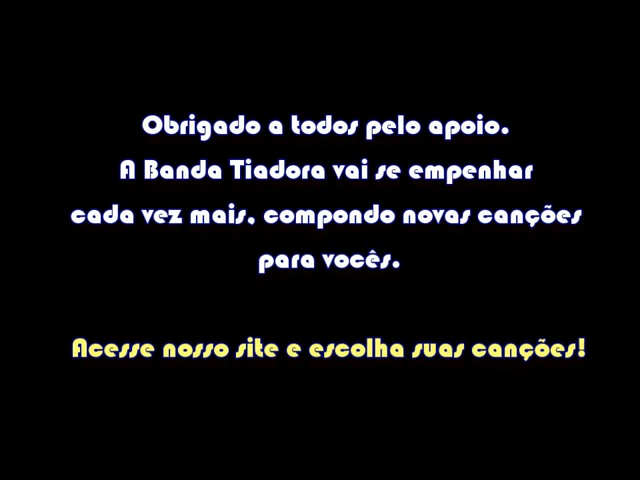 Obrigado a todos pelo apoio.
A Banda Tiadora vai se empenhar
cada vez mais, compondo novas canções
para vocês.
Acesse nosso site e escolha suas canções!